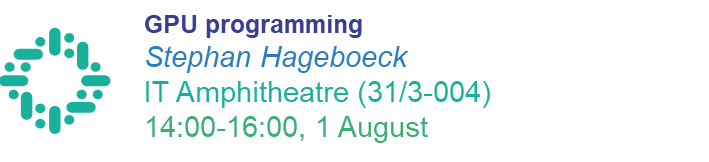 GPU programming
Stephan Hageboeck
IT Amphitheatre (31/3-004)
14:00-16:00, 1 August